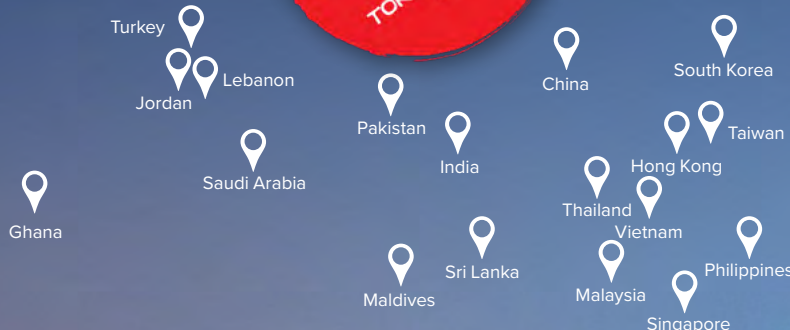 Turkey
Lebanon
Jordan
China
South Korea
Pakistan
India
Taiwan
Hong Kong
Saudi Arabia
Thailand
Ghana
Vietnam
Sri Lanka
Philippines
Maldives
Malaysia
Singapore